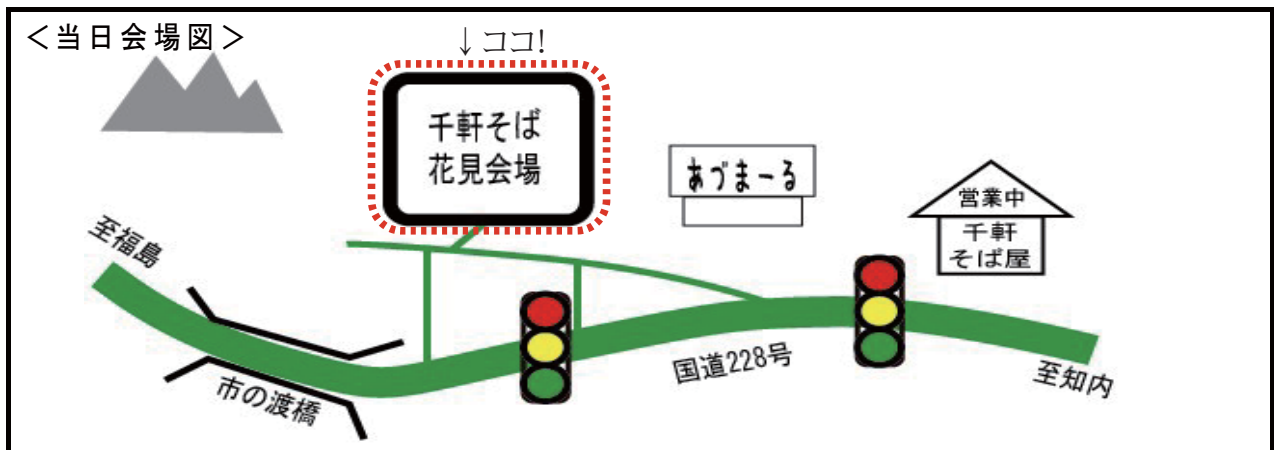 ＜当日会場図＞
↓ココ!
千軒そば
花見会場
あづまーる
営業中
千軒
そば屋
至福島
市の渡橋
国道228号
至知内